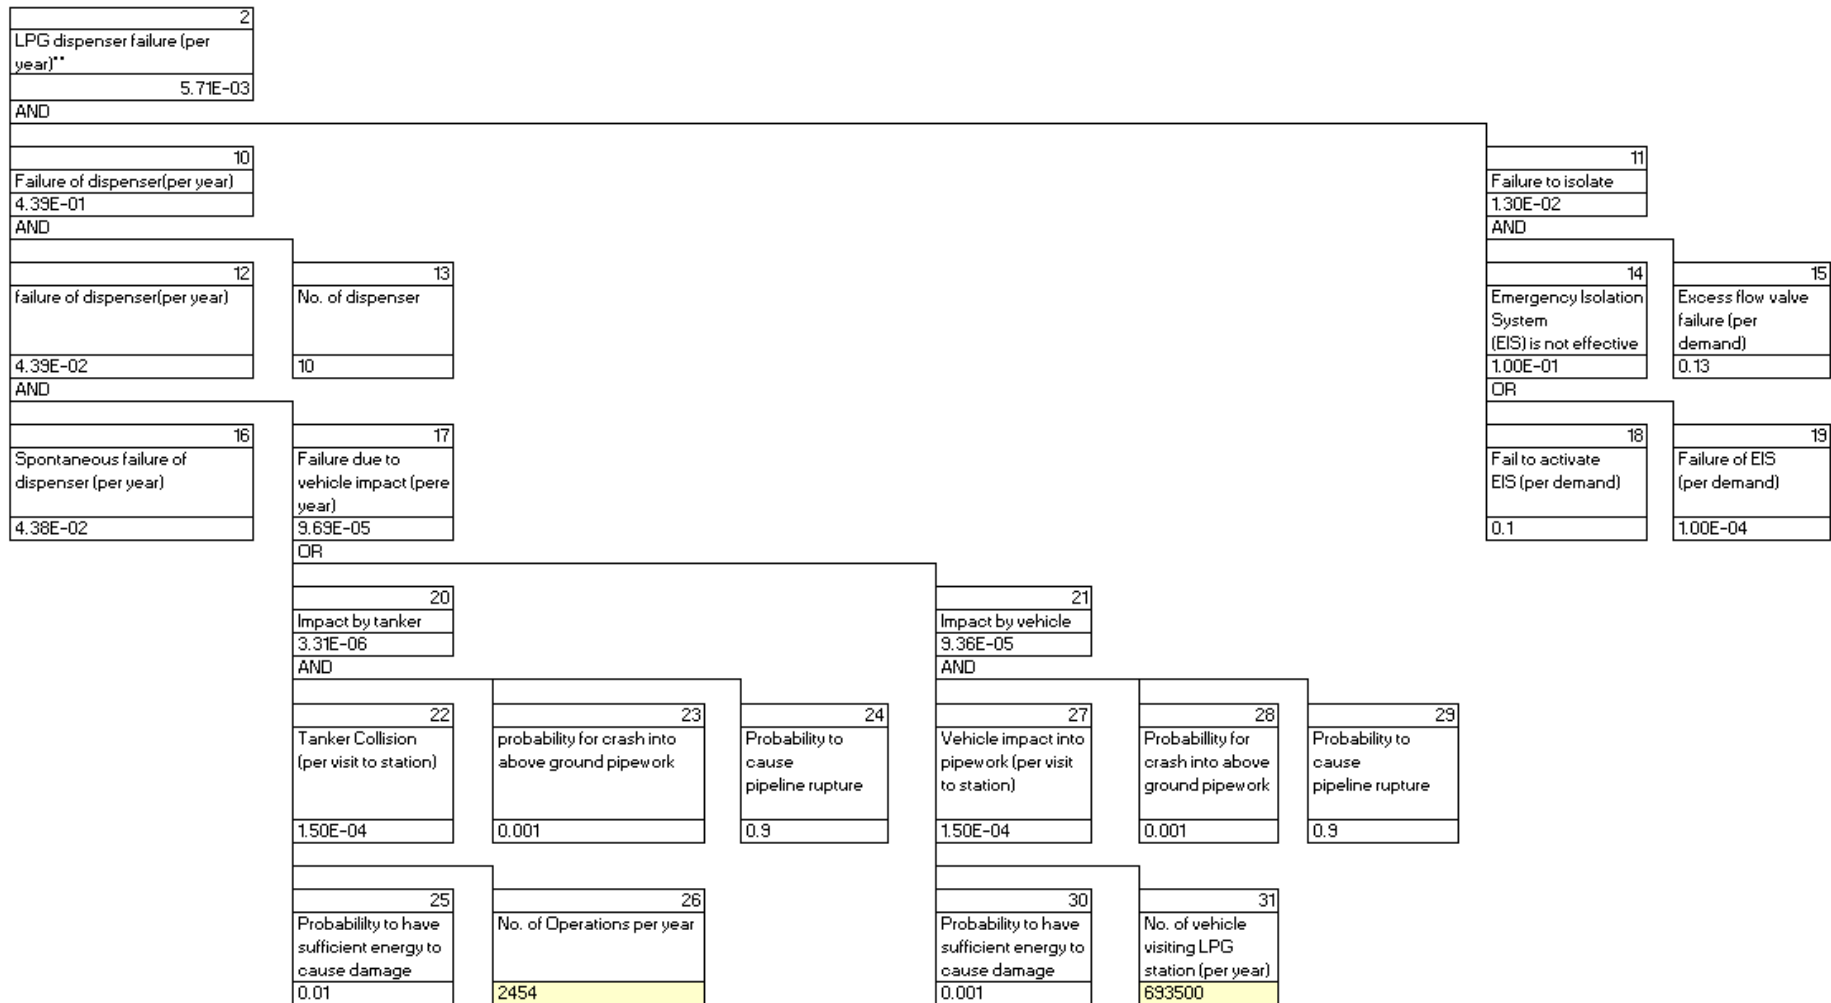 2
LPG dispenser failure (per
year)**
5.71E-03
AND
10
Failure of dispenser(per year)
4.39E-01
AND
11
Failure to isolate
1.30E-02
AND
12
failure of dispenser(per year)
4.39E-02
AND
13
No. of dispenser
10
14
Emergency Isolation
System
(EIS) is not effective
1.00E-01
OR
15
Excess flow valve
failure (per
demand)
0.13
16
Spontaneous failure of
dispenser (per year)
4.38E-02
17
Failure due to
vehicle impact (pere
year)
9.69E-05
OR
18
Fail to activate
EIS (per demand)
0.1
19
Failure of EIS
(per demand)
1.00E-04
20
Impact by tanker
3.31E-06
AND
21
Impact by vehicle
9.36E-05
AND
22
Tanker Collision
(per visit to station)
1.50E-04
23
probability for crash into
above ground pipework
0.001
24
Probability to
cause
pipeline rupture
0.9
27
Vehicle impact into
pipework (per visit
to station)
1.50E-04
28
Probabillity for
crash into above
ground pipework
0.001
29
Probability to
cause
pipeline rupture
0.9
25
Probabililty to have
sufficient energy to
cause damage
0.01
26
No. of Operations per year
2454
30
Probability to have
sufficient energy to
cause damage
0.001
31
No. of vehicle
visiting LPG
station (per year)
693500